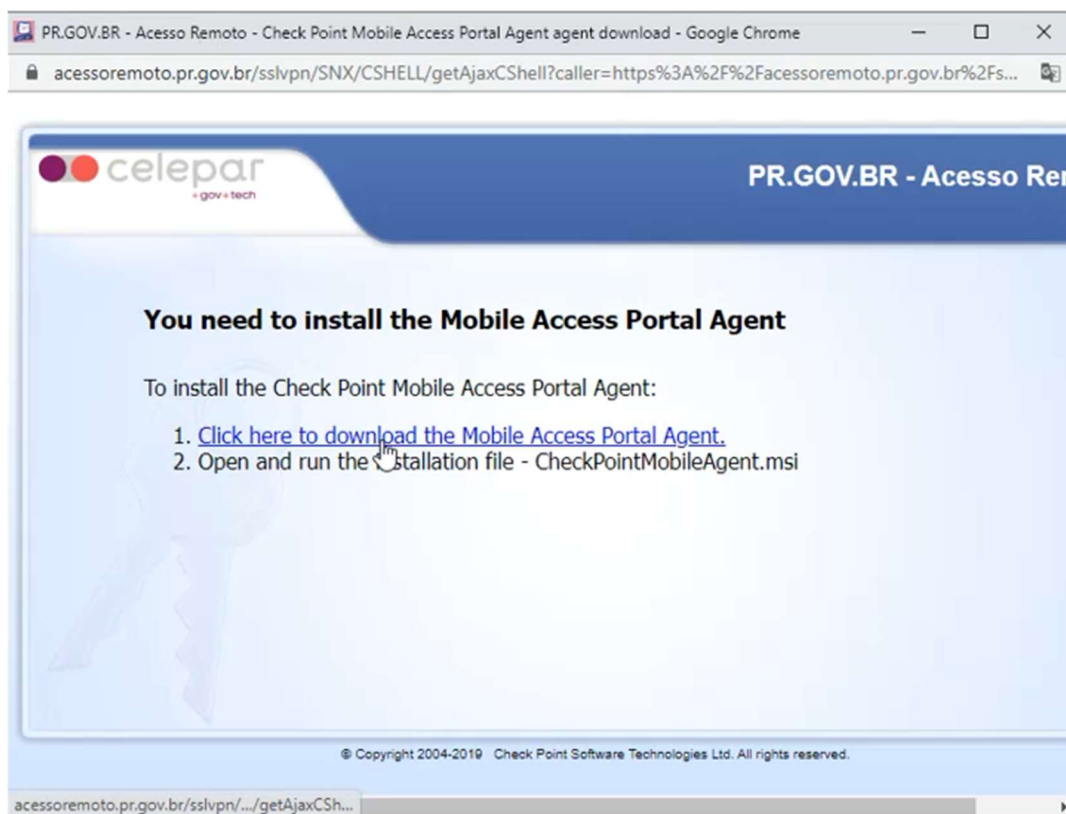 PR.GOV.BR - Acesso Remoto - Check Point Mobile Access Portal Agent agent download - Google Chrome
acessoremoto.pr.gov.br/sslvpn/SNX/CSHELL/getAjaxCShell?caller=https%3A%2F%2Facessoremoto.pr.gov.br%2Fs...
celepar
+gov+tech
PR.GOV.BR - Acesso Rem
You need to install the Mobile Access Portal Agent
To install the Check Point Mobile Access Portal Agent:
1. Click here to download the Mobile Access Portal Agent.
2. Open and run the installation file - CheckPointMobileAgent.msi
© Copyright 2004-2019 Check Point Software Technologies Ltd. All rights reserved.
acessoremoto.pr.gov.br/sslvpn/.../getAjaxCSh...